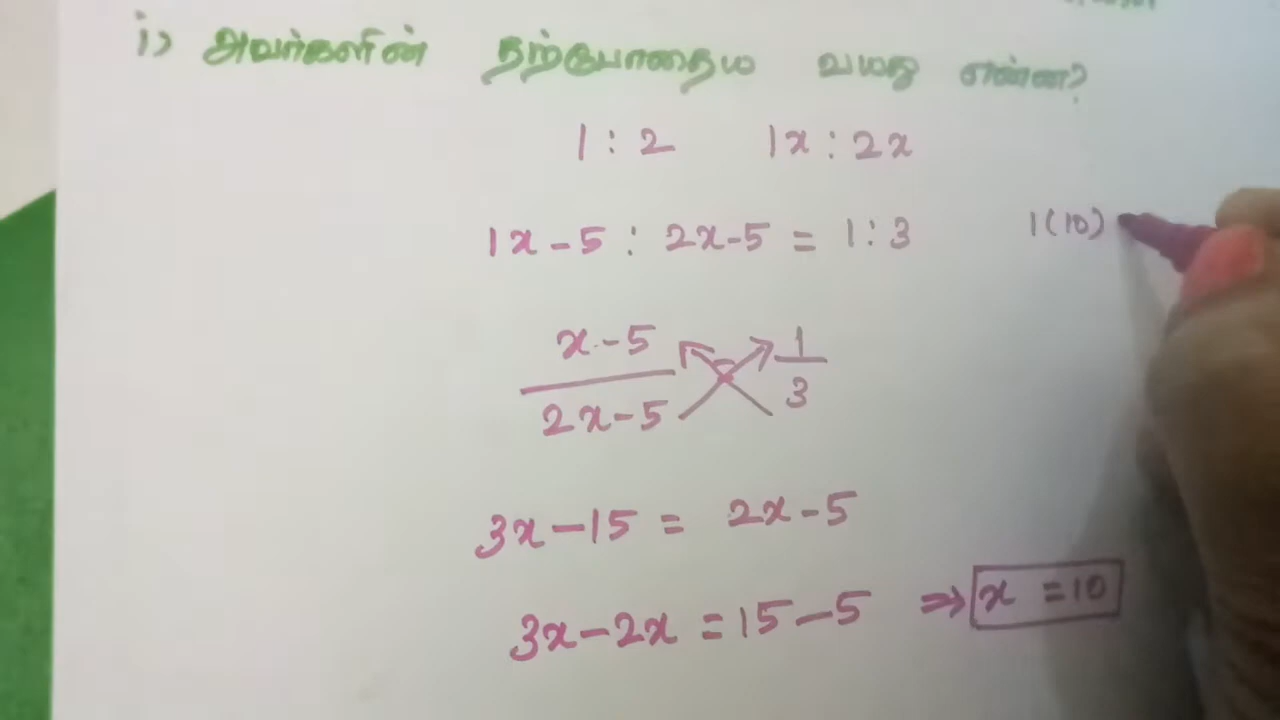 i) அவர்களின் தற்போதைய வயது என்ன?
1 : 2 1x : 2x
1x - 5 : 2x - 5 = 1 : 3 1(10)
x - 5 / 2x - 5 = 1 / 3
3x - 15 = 2x - 5
3x - 2x = 15 - 5 ⇒ x = 10